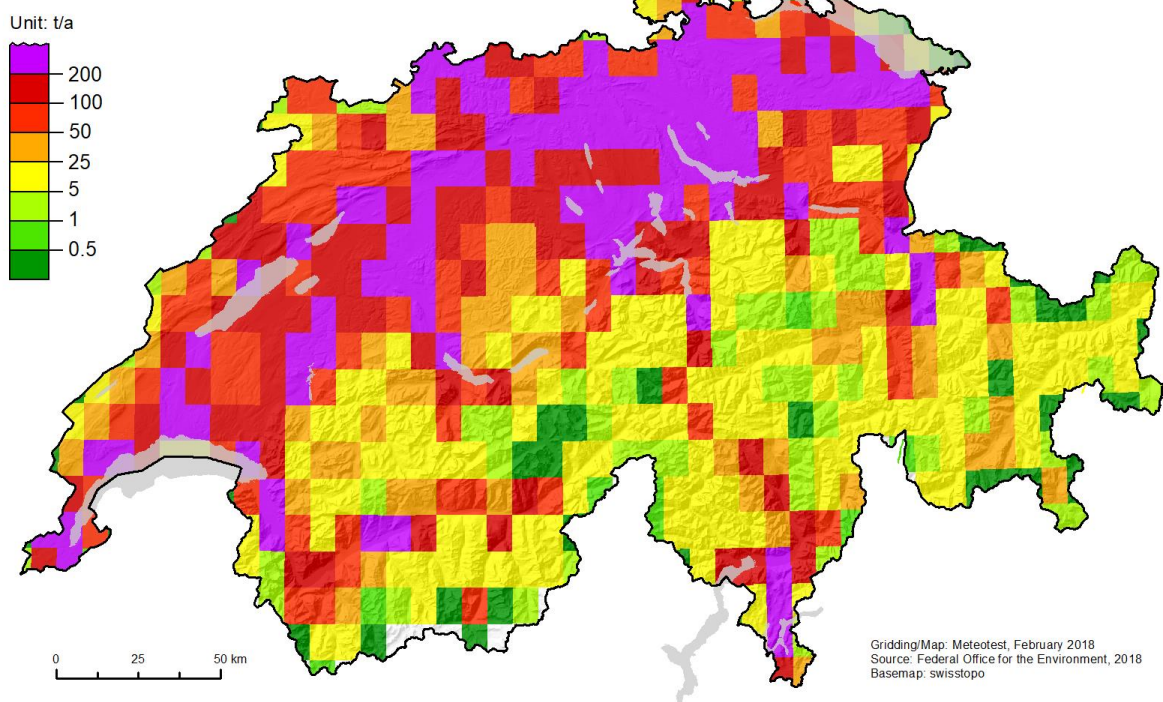 Unit: t/a
200
100
50
25
5
1
0.5
0 25 50 km
Gridding/Map: Meteotest, February 2018
Source: Federal Office for the Environment, 2018
Basemap: swisstopo